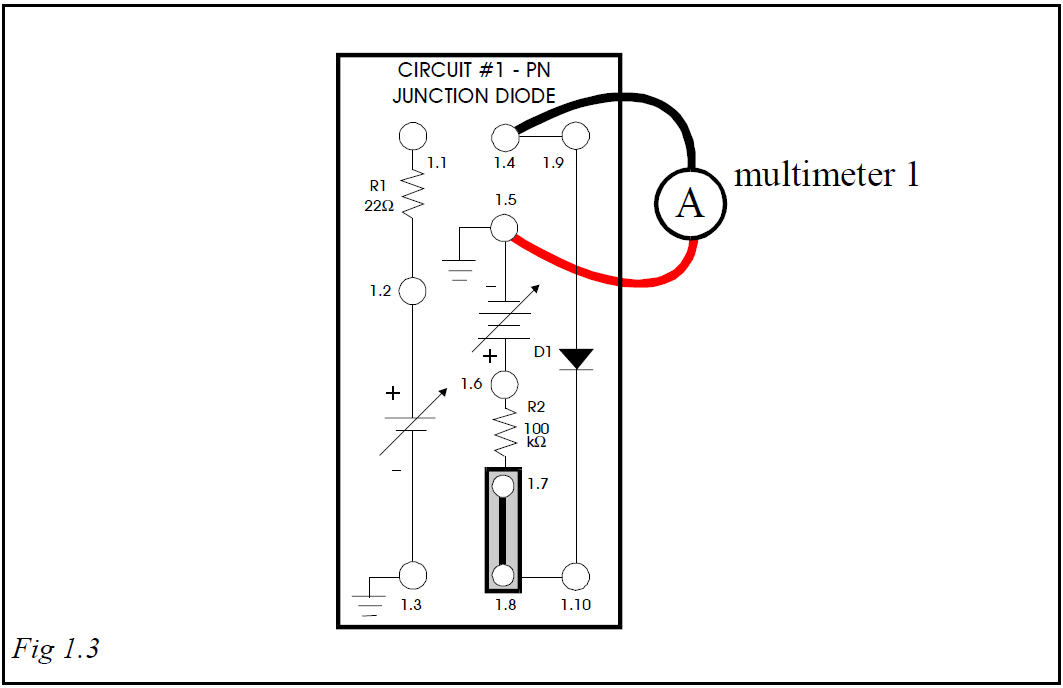 CIRCUIT #1 - PN
JUNCTION DIODE
1.1
1.4
1.9
multimeter 1
A
R1
22Ω
1.5
1.2
−
+
D1
1.6
+
R2
100
kΩ
−
1.7
1.3
1.8
1.10
Fig 1.3